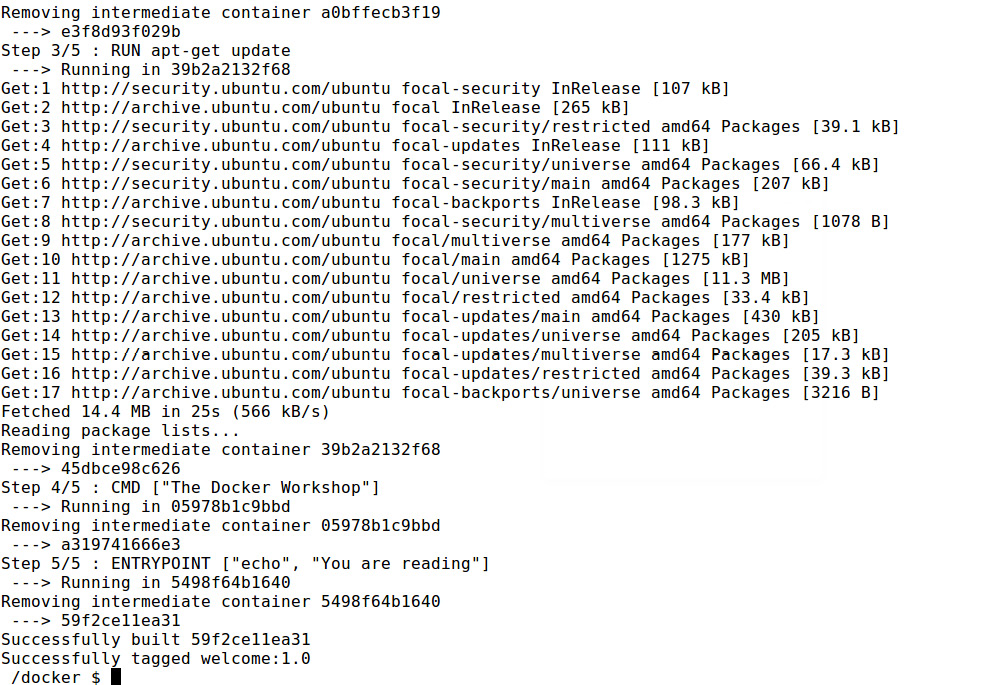 Removing intermediate container a0bffecb3f19
 ---> e3f8d93f029b
Step 3/5 : RUN apt-get update
 ---> Running in 39b2a2132f68
Get:1 http://security.ubuntu.com/ubuntu focal-security InRelease [107 kB]
Get:2 http://archive.ubuntu.com/ubuntu focal InRelease [265 kB]
Get:3 http://security.ubuntu.com/ubuntu focal-security/restricted amd64 Packages [39.1 kB]
Get:4 http://archive.ubuntu.com/ubuntu focal-updates InRelease [111 kB]
Get:5 http://security.ubuntu.com/ubuntu focal-security/universe amd64 Packages [66.4 kB]
Get:6 http://security.ubuntu.com/ubuntu focal-security/main amd64 Packages [207 kB]
Get:7 http://archive.ubuntu.com/ubuntu focal-backports InRelease [98.3 kB]
Get:8 http://security.ubuntu.com/ubuntu focal-security/multiverse amd64 Packages [1078 B]
Get:9 http://archive.ubuntu.com/ubuntu focal/multiverse amd64 Packages [177 kB]
Get:10 http://archive.ubuntu.com/ubuntu focal/main amd64 Packages [1275 kB]
Get:11 http://archive.ubuntu.com/ubuntu focal/universe amd64 Packages [11.3 MB]
Get:12 http://archive.ubuntu.com/ubuntu focal/restricted amd64 Packages [33.4 kB]
Get:13 http://archive.ubuntu.com/ubuntu focal-updates/main amd64 Packages [430 kB]
Get:14 http://archive.ubuntu.com/ubuntu focal-updates/universe amd64 Packages [205 kB]
Get:15 http://archive.ubuntu.com/ubuntu focal-updates/multiverse amd64 Packages [17.3 kB]
Get:16 http://archive.ubuntu.com/ubuntu focal-updates/restricted amd64 Packages [39.3 kB]
Get:17 http://archive.ubuntu.com/ubuntu focal-backports/universe amd64 Packages [3216 B]
Fetched 14.4 MB in 25s (566 kB/s)
Reading package lists...
Removing intermediate container 39b2a2132f68
 ---> 45dbce98c626
Step 4/5 : CMD ["The Docker Workshop"]
 ---> Running in 05978b1c9bbd
Removing intermediate container 05978b1c9bbd
 ---> a319741666e3
Step 5/5 : ENTRYPOINT ["echo", "You are reading"]
 ---> Running in 5498f64b1640
Removing intermediate container 5498f64b1640
 ---> 59f2ce11ea31
Successfully built 59f2ce11ea31
Successfully tagged welcome:1.0
 /docker $